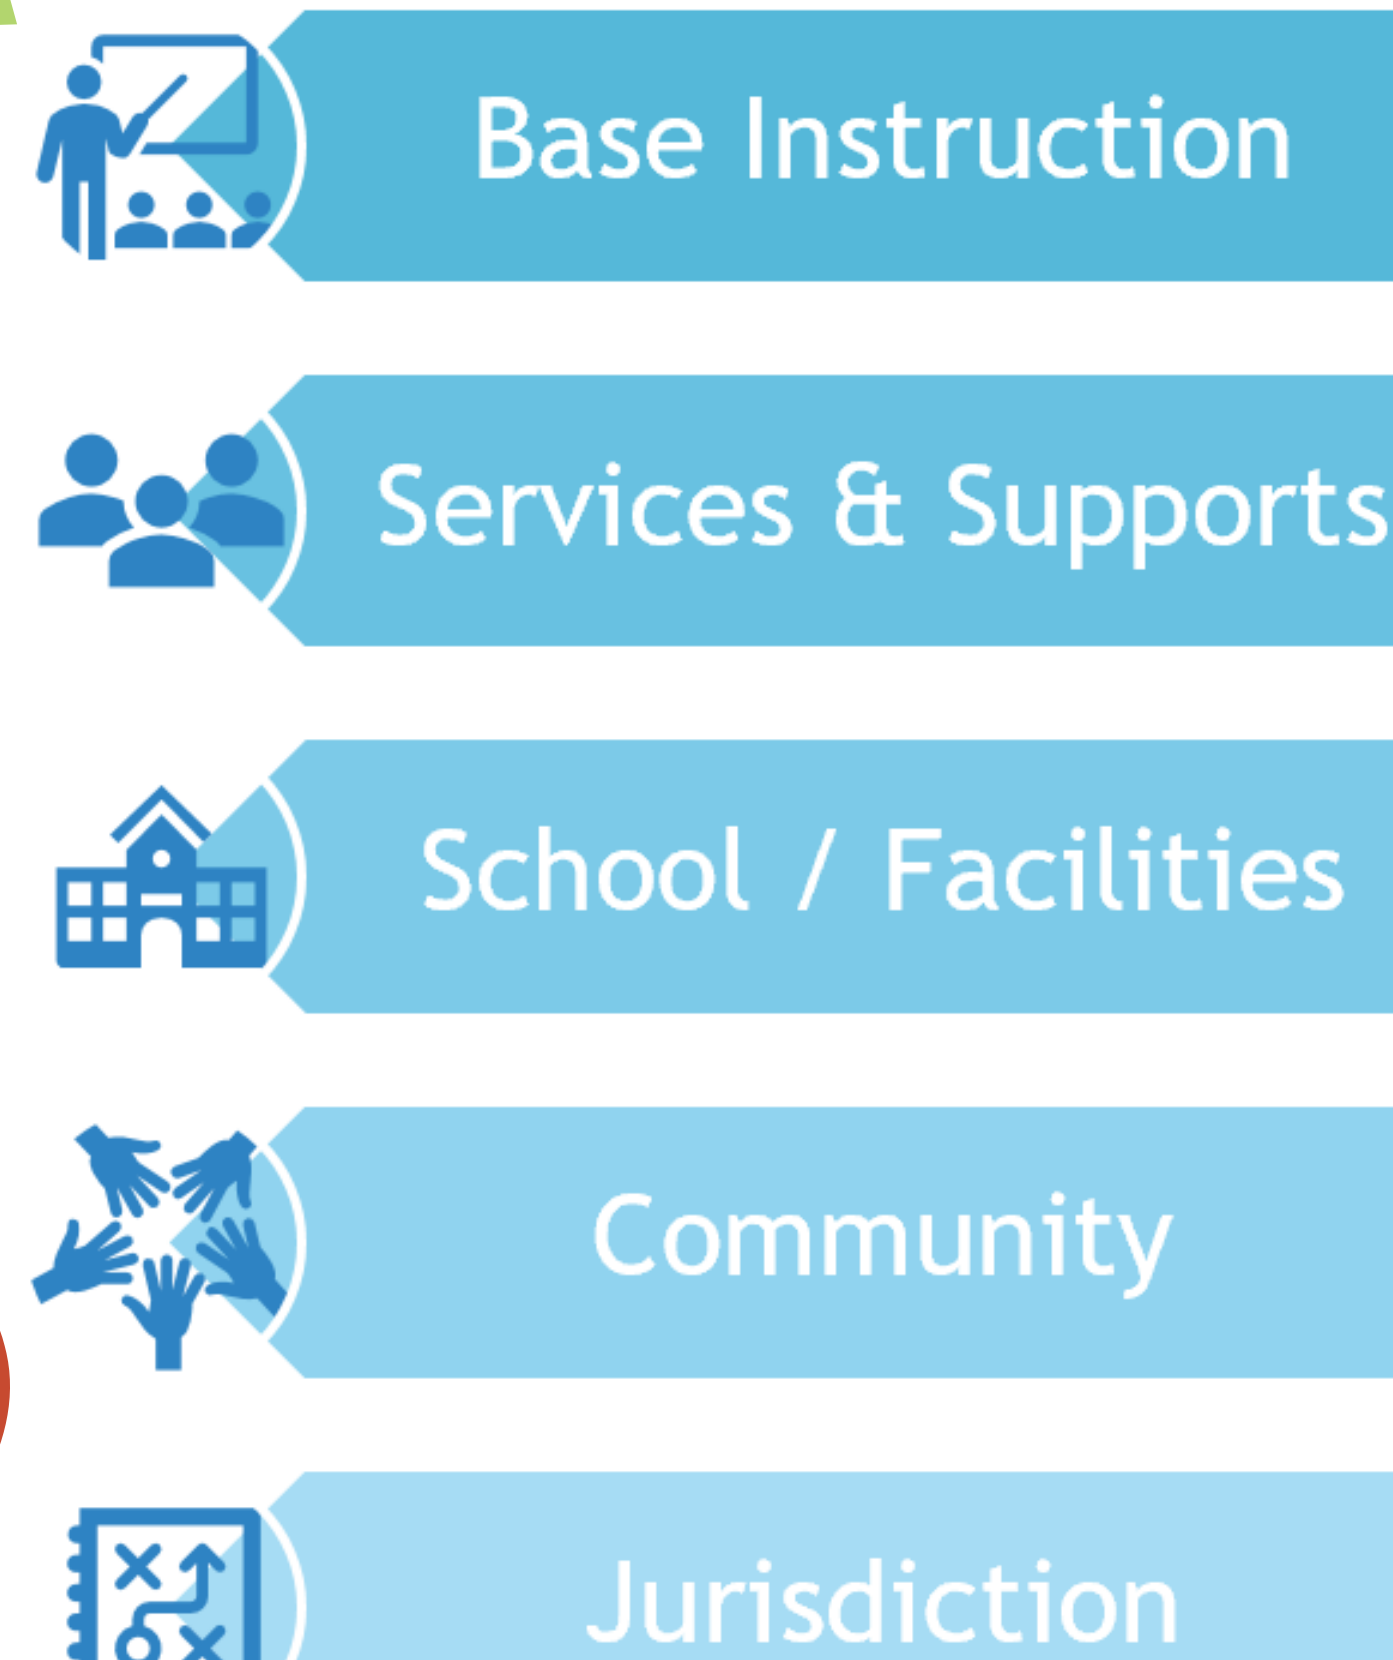 Base Instruction
Services & Supports
School / Facilities
Community
Jurisdiction